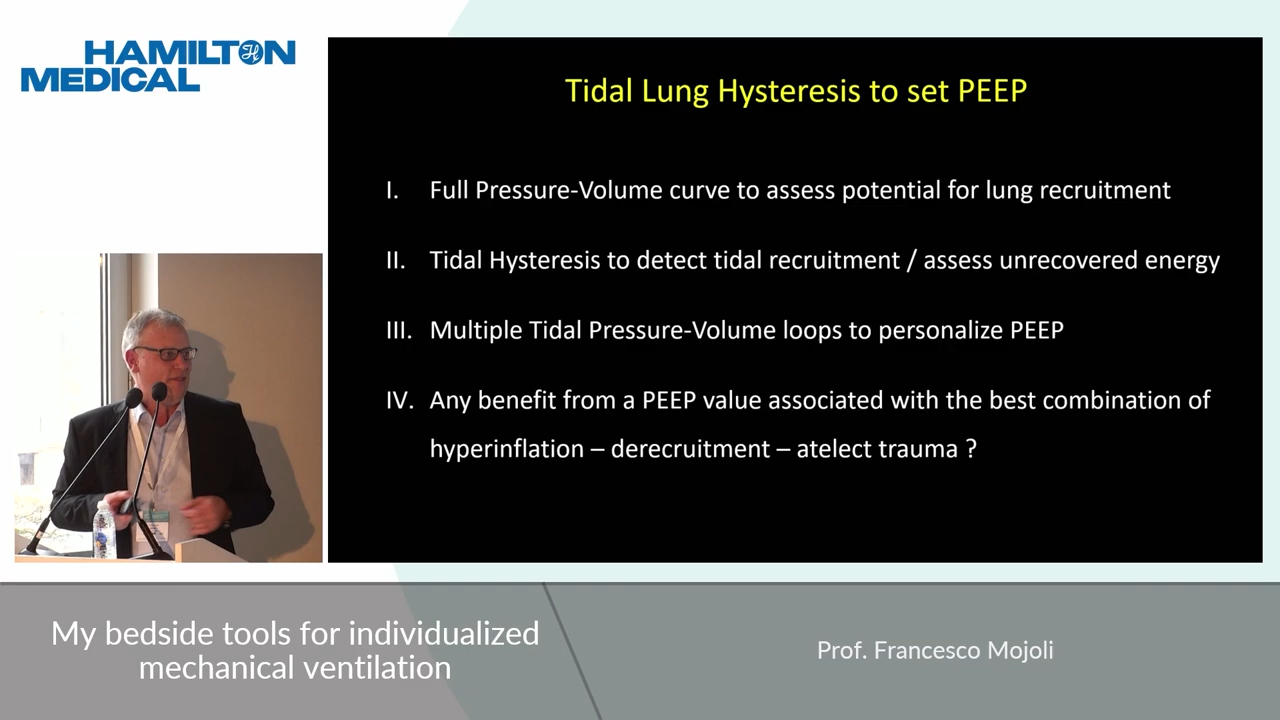 HAMILTON
MEDICAL
Tidal Lung Hysteresis to set PEEP
I. Full Pressure-Volume curve to assess potential for lung recruitment
II. Tidal Hysteresis to detect tidal recruitment / assess unrecovered energy
III. Multiple Tidal Pressure-Volume loops to personalize PEEP
IV. Any benefit from a PEEP value associated with the best combination of
hyperinflation – derecruitment – atelect trauma ?
My bedside tools for individualized
mechanical ventilation
Prof. Francesco Mojoli